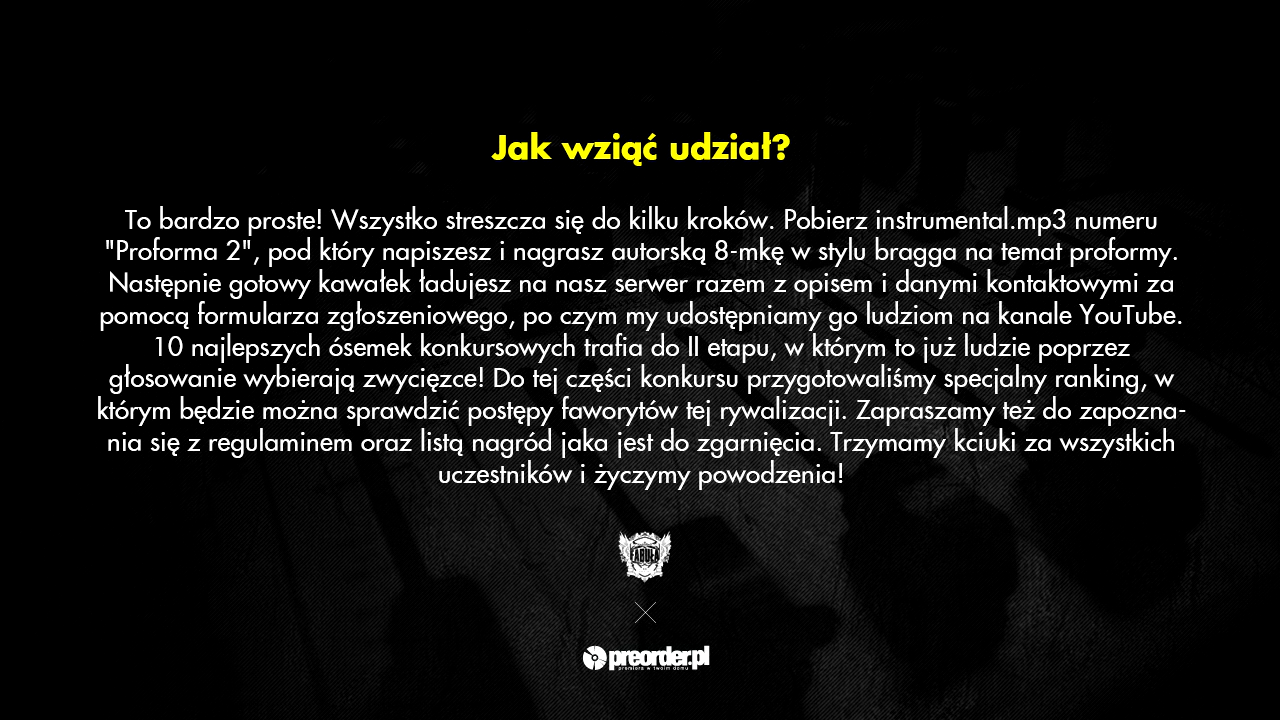 Jak wziąć udział?
To bardzo proste! Wszystko streszcza się do kilku kroków. Pobierz instrumental.mp3 numeru
"Proforma 2", pod który napiszesz i nagrasz autorską 8-mkę w stylu bragga na temat proformy.
Następnie gotowy kawałek ładujesz na nasz serwer razem z opisem i danymi kontaktowymi za
pomocą formularza zgłoszeniowego, po czym my udostępniamy go ludziom na kanale YouTube.
10 najlepszych ósemek konkursowych trafia do II etapu, w którym to już ludzie poprzez
głosowanie wybierają zwycięzce! Do tej części konkursu przygotowaliśmy specjalny ranking, w
którym będzie można sprawdzić postępy faworytów tej rywalizacji. Zapraszamy też do zapozna-
nia się z regulaminem oraz listą nagród jaka jest do zgarnięcia. Trzymamy kciuki za wszystkich
uczestników i życzymy powodzenia!
FABUŁA
preorder.pl
premiera w twoim domu